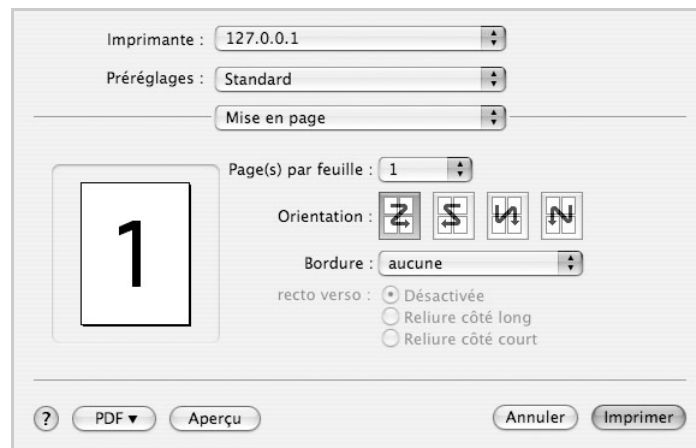 Imprimante : 127.0.0.1
Préréglages : Standard
Mise en page
Page(s) par feuille : 1
1
Orientation :
Bordure : aucune
recto verso : Désactivée
Reliure côté long
Reliure côté court
? PDF ▼ Aperçu Annuler Imprimer